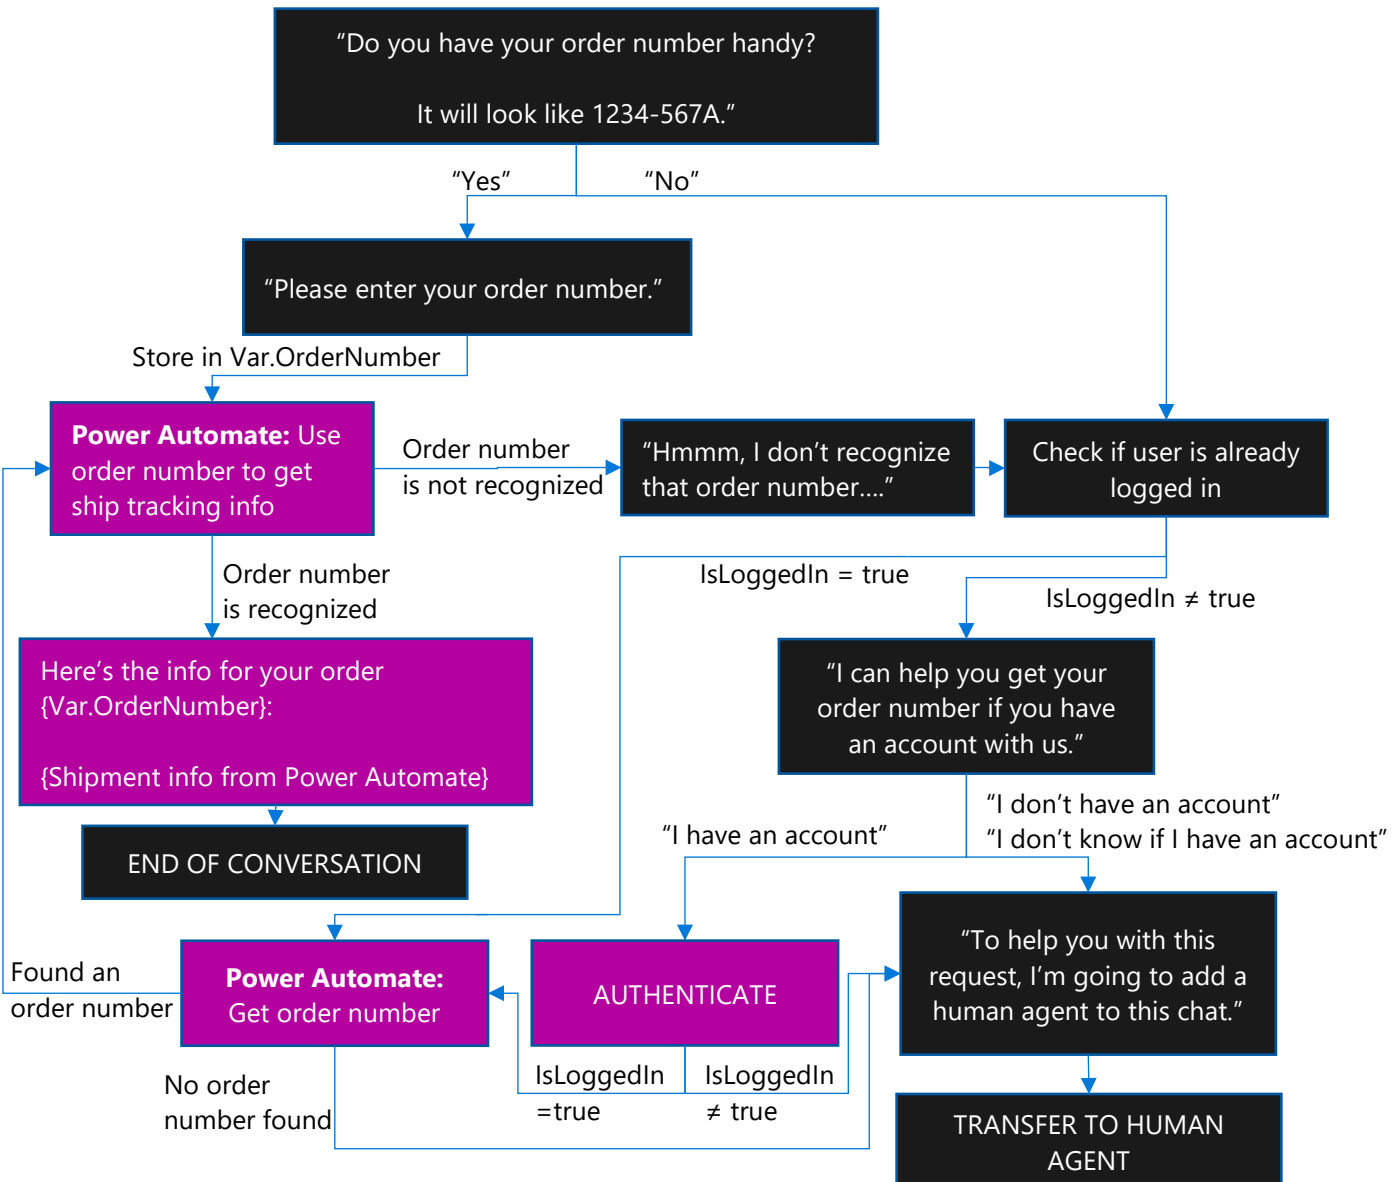 “Do you have your order number handy?
It will look like 1234-567A.”
“Yes”
“No”
“Please enter your order number.”
Store in Var.OrderNumber
Power Automate: Use
order number to get
ship tracking info
Order number
is not recognized
“Hmmm, I don’t recognize
that order number....”
Check if user is already
logged in
Order number
is recognized
IsLoggedIn = true
IsLoggedIn ≠ true
Here’s the info for your order
{Var.OrderNumber}:
{Shipment info from Power Automate}
“I can help you get your
order number if you have
an account with us.”
“I have an account”
“I don’t have an account”
“I don’t know if I have an account”
END OF CONVERSATION
Found an
order number
Power Automate:
Get order number
AUTHENTICATE
“To help you with this
request, I’m going to add a
human agent to this chat.”
No order
number found
IsLoggedIn
=true
IsLoggedIn
≠ true
TRANSFER TO HUMAN
AGENT